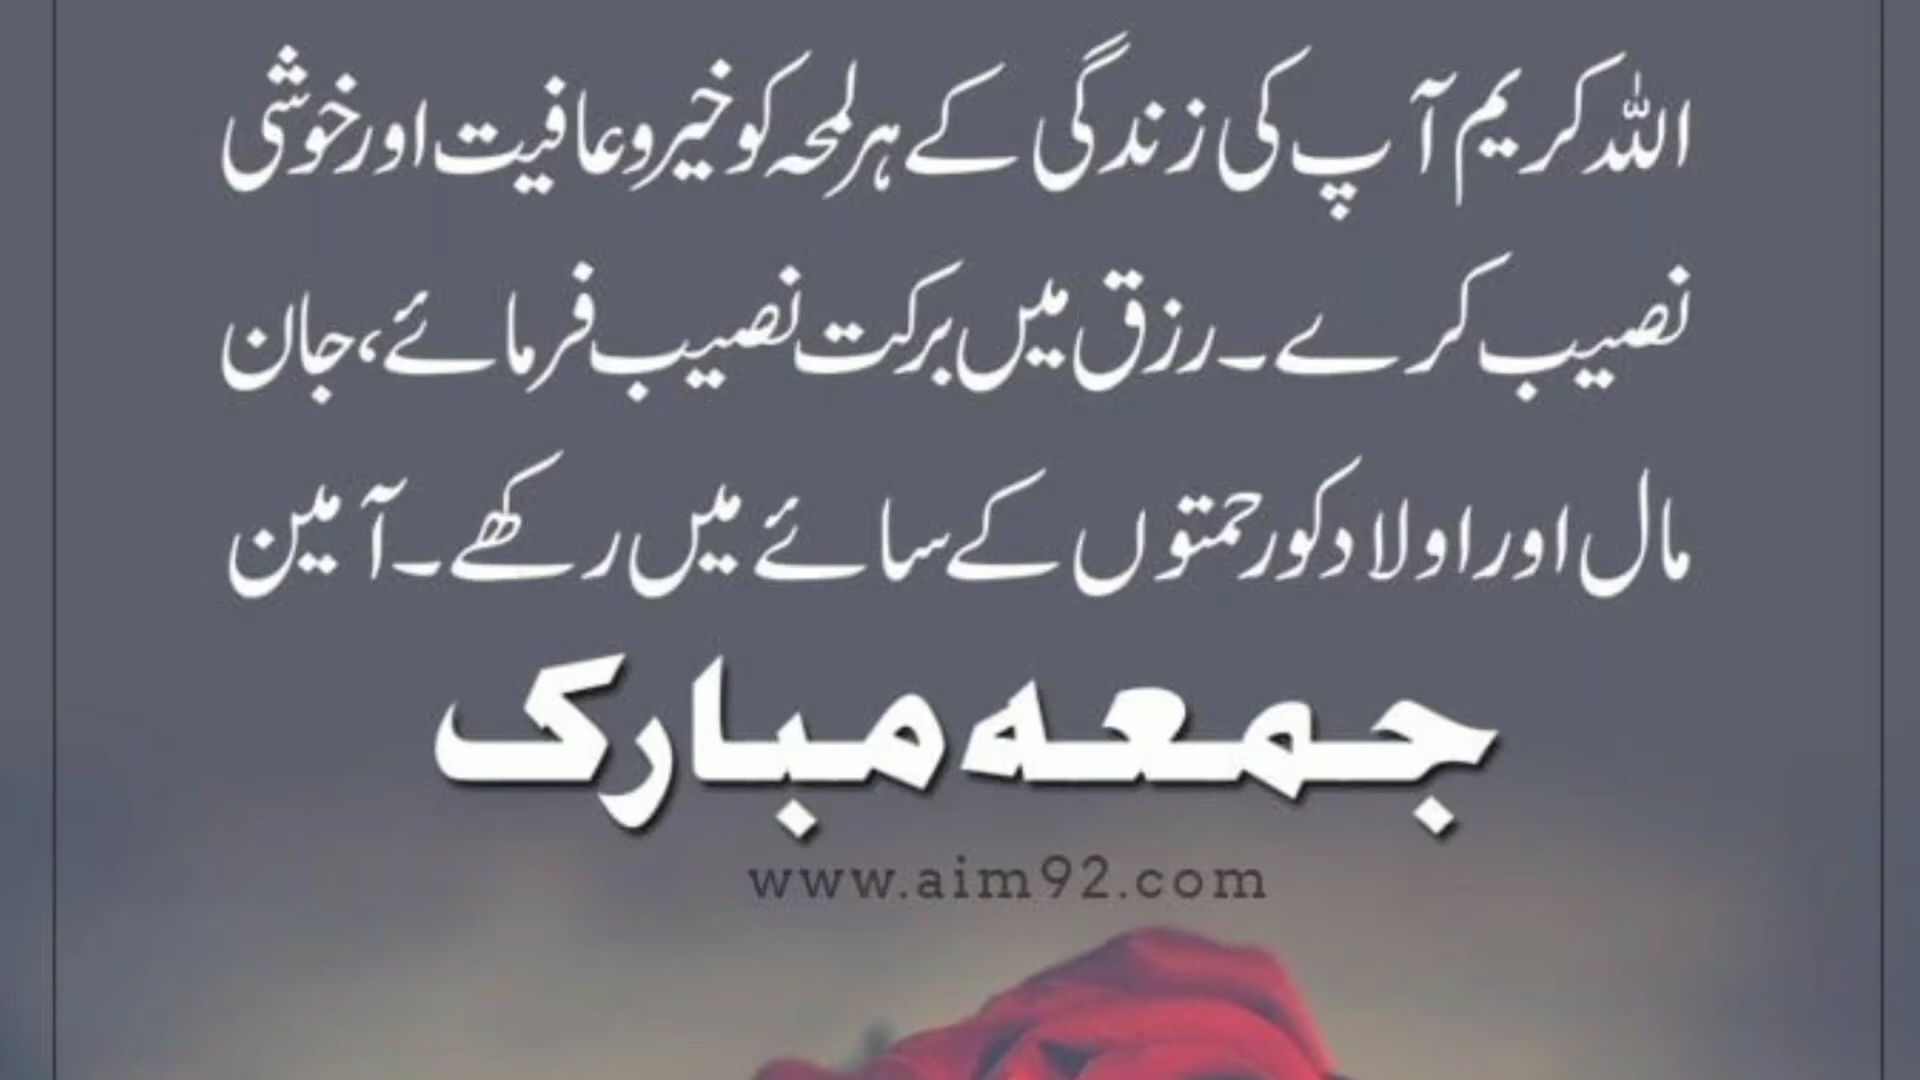 اللہ کریم آپ کی زندگی کے ہر لمحہ کو خیر و عافیت اور خوشی
نصیب کرے۔ رزق میں برکت نصیب فرمائے، جان
مال اور اولاد کو رحمتوں کے سائے میں رکھے۔ آمین
جمعہ مبارک
www.aim92.com